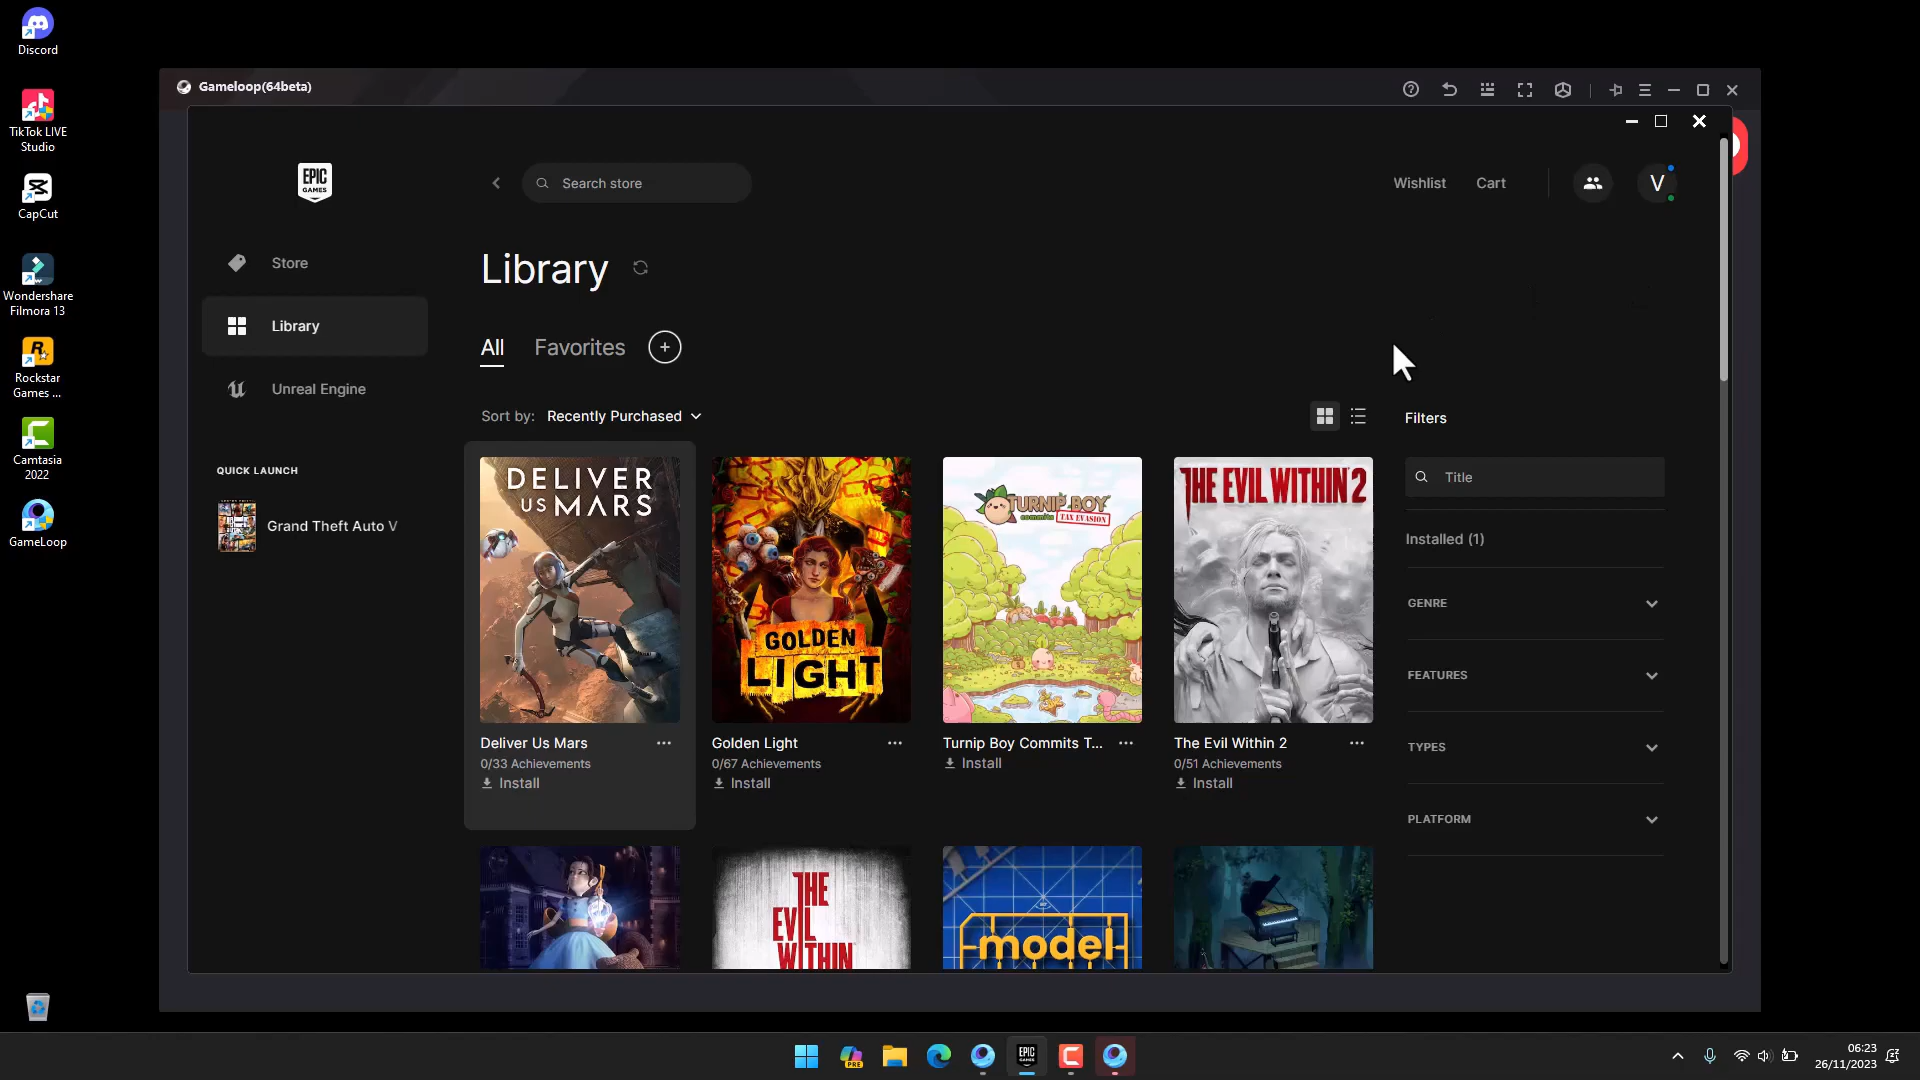 Discord
TikTok LIVE
Studio
CapCut
Wondershare
Filmora 13
Rockstar
Games ...
Camtasia
2022
GameLoop
Gameloop(64beta)
EPIC
GAMES
Search store
Wishlist
Cart
V
Store
Library
Unreal Engine
QUICK LAUNCH
Grand Theft Auto V
Library
All
Favorites
Sort by: Recently Purchased
DELIVER
US MARS
Deliver Us Mars
0/33 Achievements
Install
GOLDEN
LIGHT
Golden Light
0/67 Achievements
Install
TURNIP BOY
commits TAX EVASION
Turnip Boy Commits T...
Install
THE EVIL WITHIN 2
The Evil Within 2
0/51 Achievements
Install
THE
EVIL
WITHIN
model
Filters
Title
Installed (1)
GENRE
FEATURES
TYPES
PLATFORM
PRE
EPIC
GAMES
06:23
26/11/2023